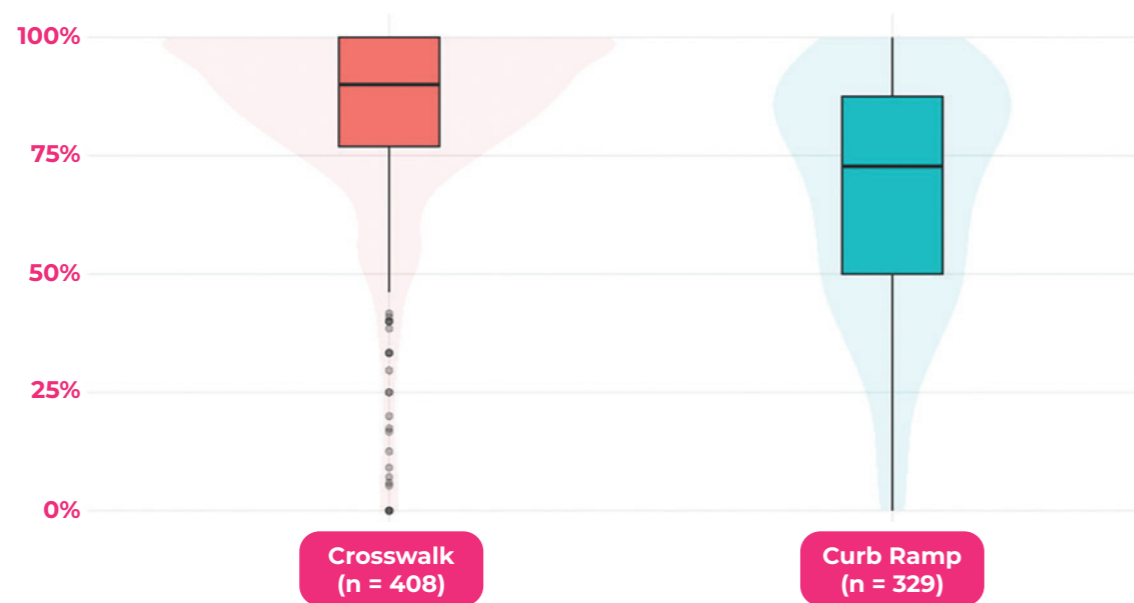 100%
75%
50%
25%
0%
Crosswalk
(n = 408)
Curb Ramp
(n = 329)